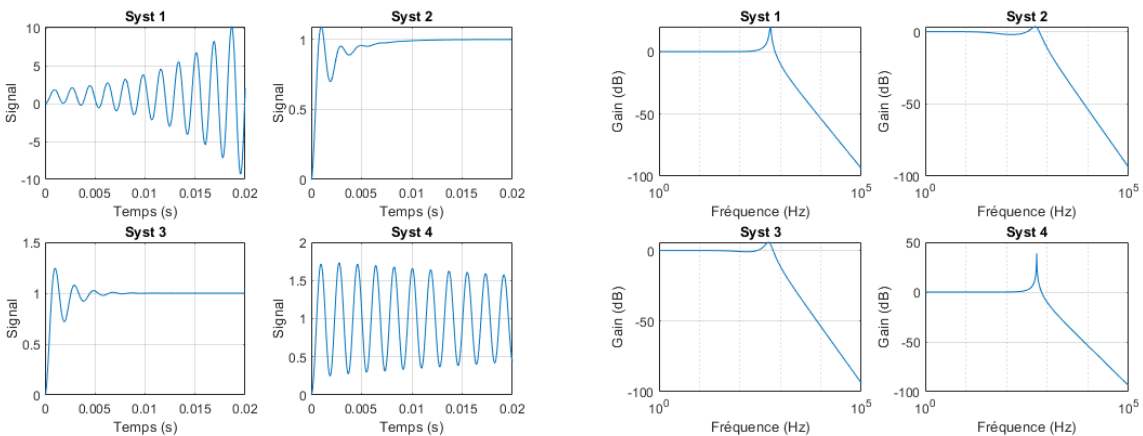 Syst 1
10
5
0
-5
-10
Signal
0 0.005 0.01 0.015 0.02
Temps (s)
Syst 2
1
0.5
0
Signal
0 0.005 0.01 0.015 0.02
Temps (s)
Syst 1
0
-50
-100
Gain (dB)
10^0 10^5
Fréquence (Hz)
Syst 2
0
-50
-100
Gain (dB)
10^0 10^5
Fréquence (Hz)
Syst 3
1.5
1
0.5
0
Signal
0 0.005 0.01 0.015 0.02
Temps (s)
Syst 4
2
1.5
1
0.5
0
Signal
0 0.005 0.01 0.015 0.02
Temps (s)
Syst 3
0
-50
-100
Gain (dB)
10^0 10^5
Fréquence (Hz)
Syst 4
50
0
-50
-100
Gain (dB)
10^0 10^5
Fréquence (Hz)